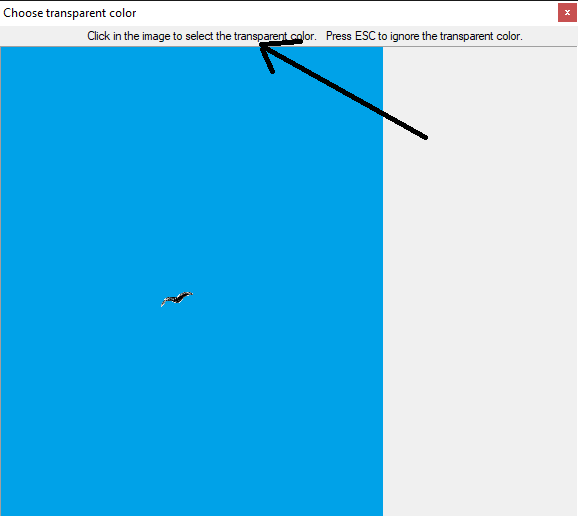 Choose transparent color
x
Click in the image to select the transparent color. Press ESC to ignore the transparent color.